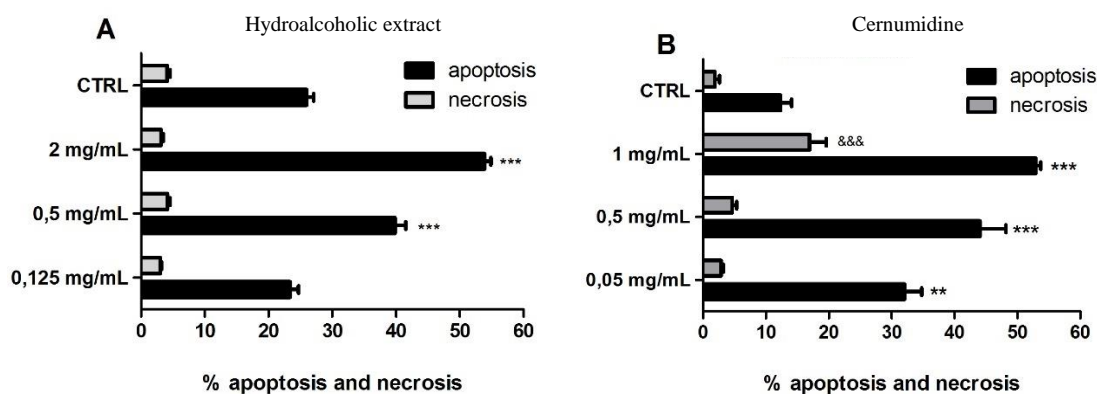 A
Hydroalcoholic extract
apoptosis
necrosis
CTRL
2 mg/mL
***
0,5 mg/mL
***
0,125 mg/mL
0 10 20 30 40 50 60
% apoptosis and necrosis
B
Cernumidine
apoptosis
necrosis
CTRL
1 mg/mL
&&&
***
0,5 mg/mL
***
0,05 mg/mL
**
0 10 20 30 40 50 60
% apoptosis and necrosis